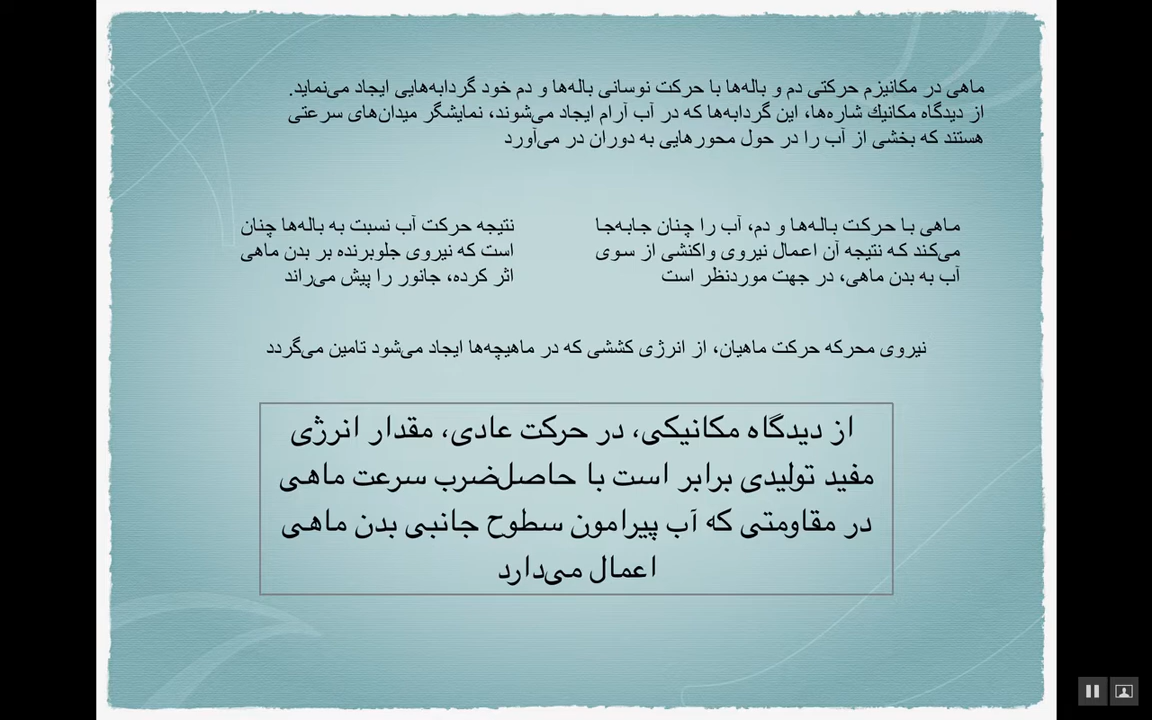 ماهی در مکانیزم حرکتی دم و باله‌ها با حرکت نوسانی باله‌ها و دم خود گردابه‌هایی ایجاد می‌نماید.
از دیدگاه مکانیك شاره‌ها، این گردابه‌ها که در آب آرام ایجاد می‌شوند، نمایشگر میدان‌های سرعتی
هستند که بخشی از آب را در حول محورهایی به دوران در می‌آورد
ماهی با حرکت باله‌ها و دم، آب را چنان جابه‌جا
می‌کند که نتیجه آن اعمال نیروی واکنشی از سوی
آب به بدن ماهی، در جهت موردنظر است
نتیجه حرکت آب نسبت به باله‌ها چنان
است که نیروی جلوبرنده بر بدن ماهی
اثر کرده، جانور را پیش می‌راند
نیروی محرکه حرکت ماهیان، از انرژی کششی که در ماهیچه‌ها ایجاد می‌شود تامین می‌گردد
از دیدگاه مکانیکی، در حرکت عادی، مقدار انرژی
مفید تولیدی برابر است با حاصل‌ضرب سرعت ماهی
در مقاومتی که آب پیرامون سطوح جانبی بدن ماهی
اعمال می‌دارد